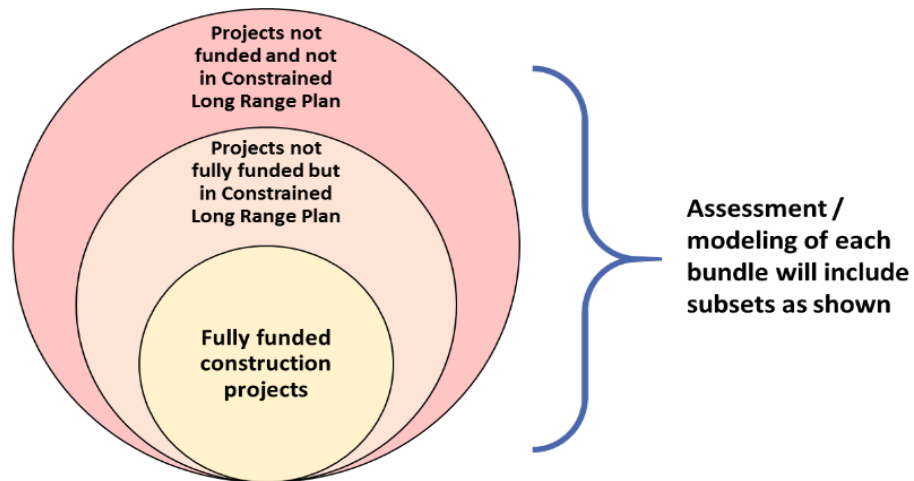 Projects not
funded and not
in Constrained
Long Range Plan
Projects not
fully funded but
in Constrained
Long Range Plan
Fully funded
construction
projects
Assessment /
modeling of each
bundle will include
subsets as shown